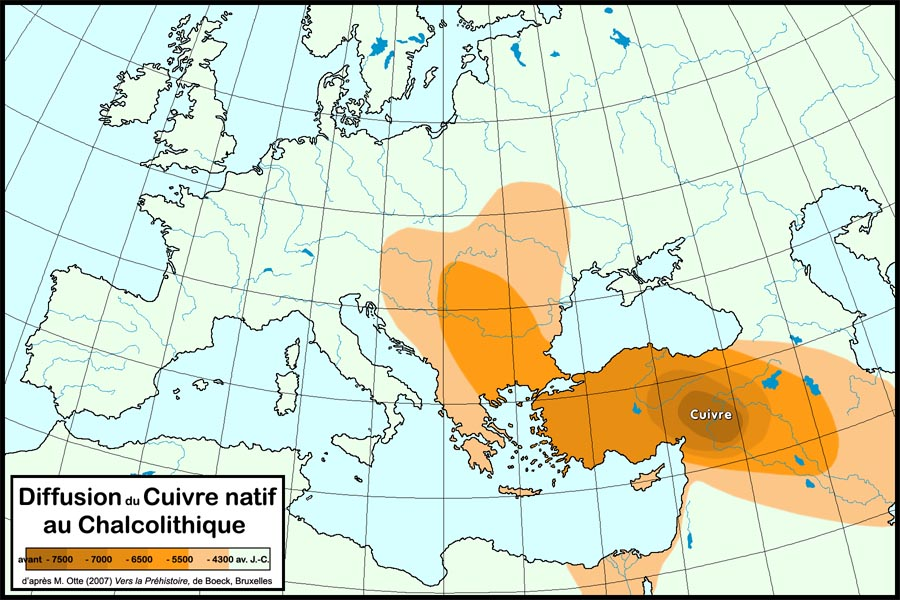 Cuivre
Diffusion du Cuivre natif
au Chalcolithique
avant - 7500 - 7000 - 6500 - 5500 - 4300 av. J.-C.
d'après M. Otte (2007) Vers la Préhistoire, de Boeck, Bruxelles